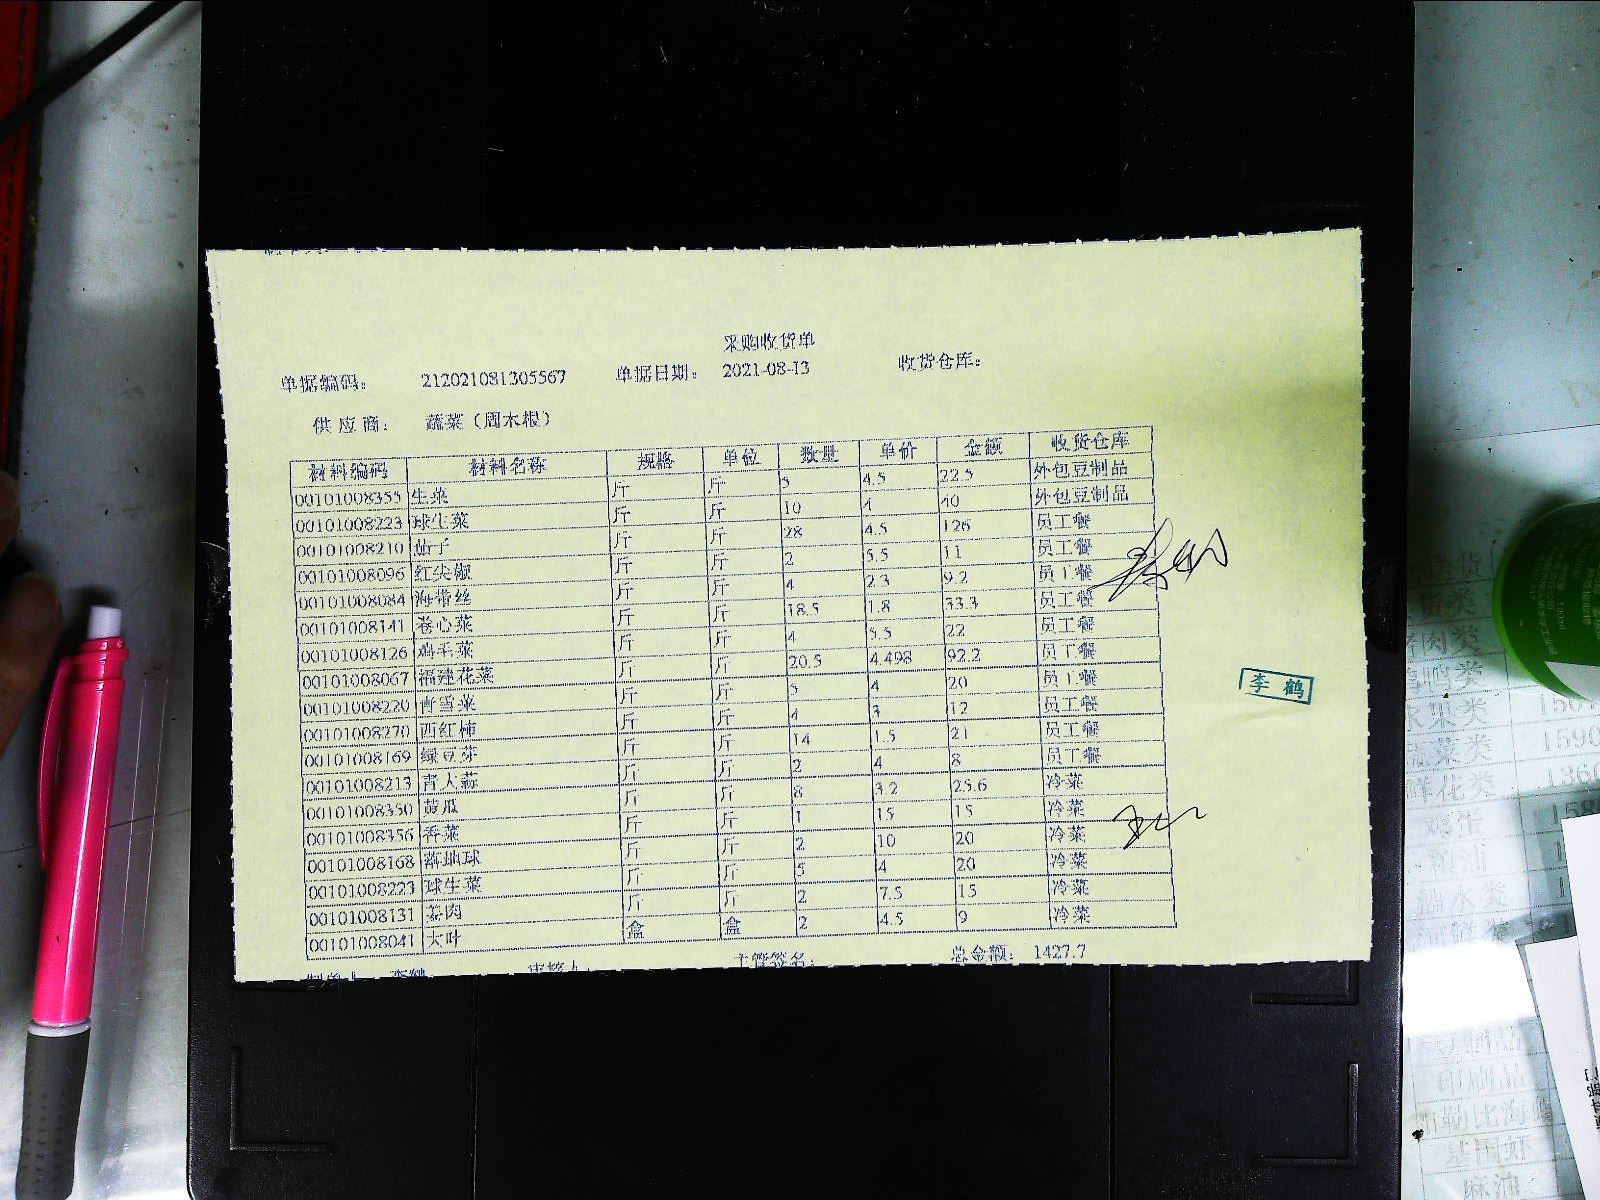 采购收货单
单据编码： 212021081305567 单据日期： 2021-08-13 收货仓库：
供应商： 蔬菜（周木根）
材料编码 材料名称 规格 单位 数量 单价 金额 收货仓库
00101008355 生菜 斤 斤 5 4.5 22.5 外包豆制品
00101008223 球生菜 斤 斤 10 4 40 外包豆制品
00101008210 茄子 斤 斤 28 4.5 126 员工餐
00101008096 红尖椒 斤 斤 2 5.5 11 员工餐
00101008084 海带丝 斤 斤 4 2.3 9.2 员工餐
00101008141 卷心菜 斤 斤 18.5 1.8 33.3 员工餐
00101008126 鸡毛菜 斤 斤 4 5.5 22 员工餐
00101008067 福建花菜 斤 斤 20.5 4.498 92.2 员工餐
00101008220 斤 斤 5 4 20 员工餐
00101008270 西红柿 斤 斤 4 3 12 员工餐
00101008169 绿豆芽 斤 斤 14 1.5 21 员工餐
00101008213 青大蒜 斤 斤 2 4 8 员工餐
00101008350 黄瓜 斤 斤 8 3.2 25.6 冷菜
00101008356 香菜 斤 斤 1 15 15 冷菜
00101008168 斤 斤 2 10 20 冷菜
00101008223 球生菜 斤 斤 5 4 20 冷菜
00101008131 斤 斤 2 7.5 15 冷菜
00101008041 大叶 盒 盒 2 4.5 9 冷菜
李鹤
制单人 李鹤 审核人： 主管签名： 总金额： 1427.7